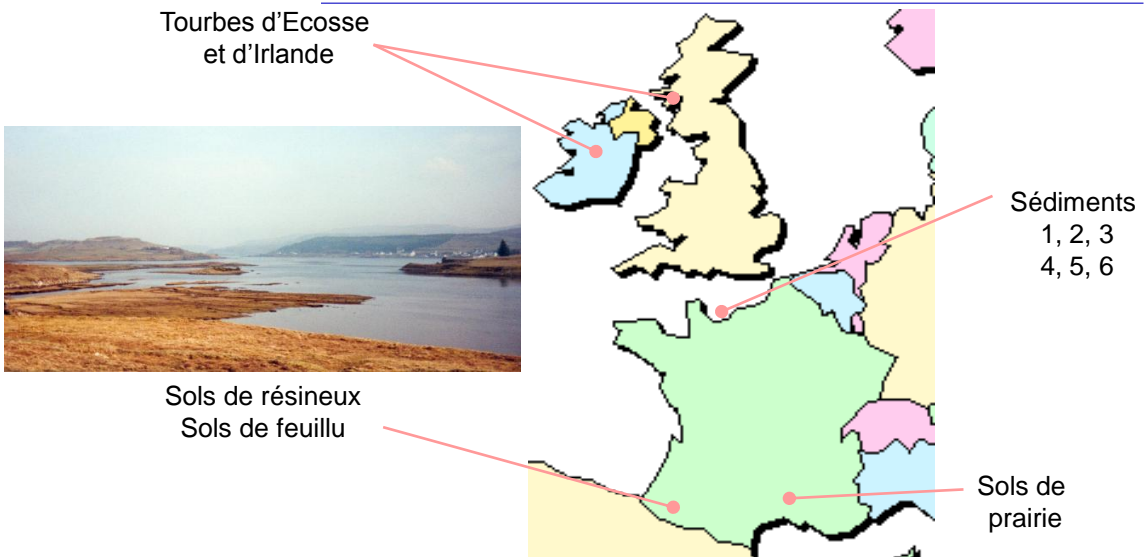 Tourbes d'Ecosse
et d'Irlande
Sédiments
1, 2, 3
4, 5, 6
Sols de résineux
Sols de feuillu
Sols de
prairie